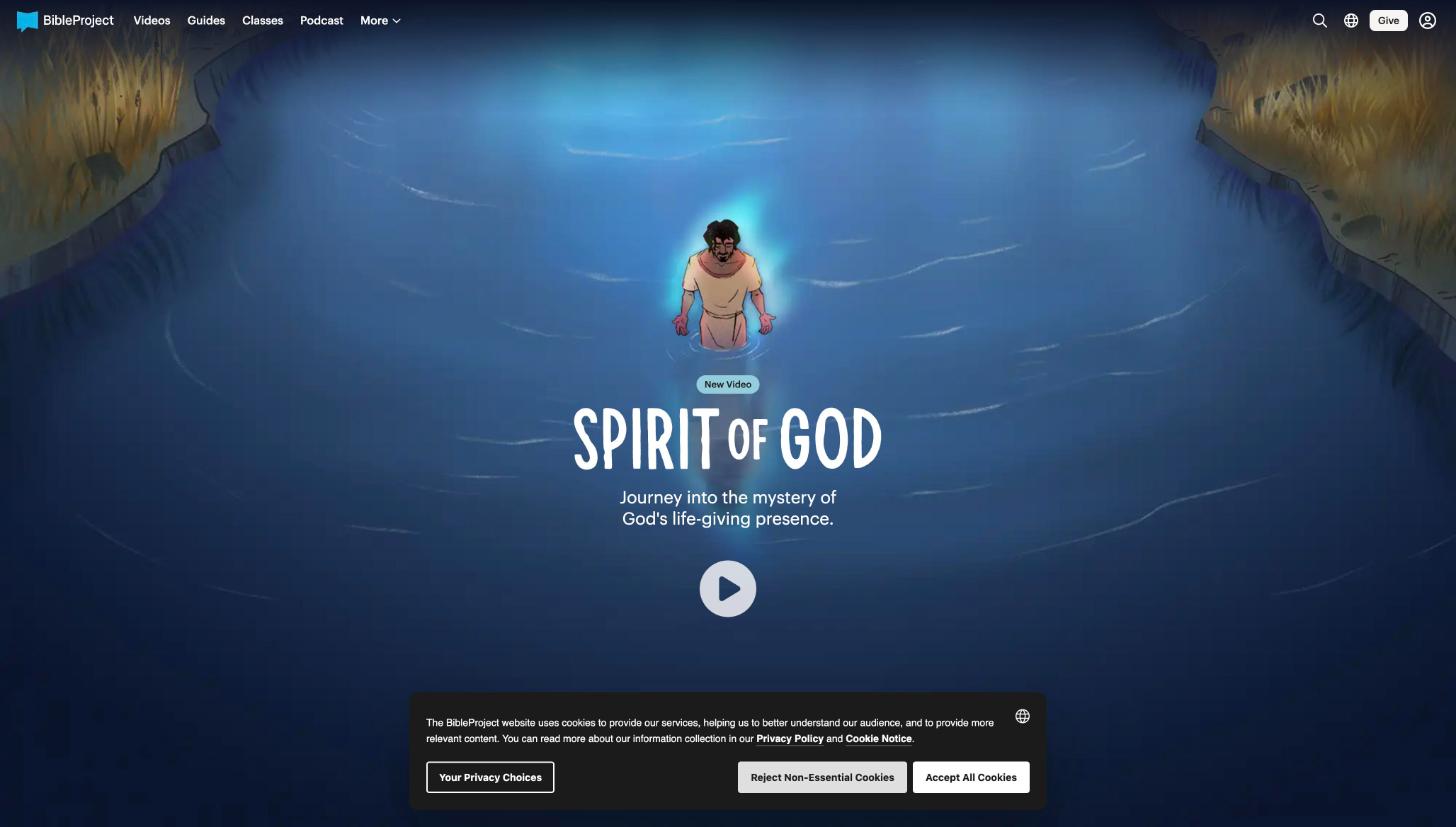 BibleProject
Videos
Guides
Classes
Podcast
More
Give
New Video
SPIRIT OF GOD
Journey into the mystery of
God's life-giving presence.
The BibleProject website uses cookies to provide our services, helping us to better understand our audience, and to provide more
relevant content. You can read more about our information collection in our Privacy Policy and Cookie Notice.
Your Privacy Choices
Reject Non-Essential Cookies
Accept All Cookies